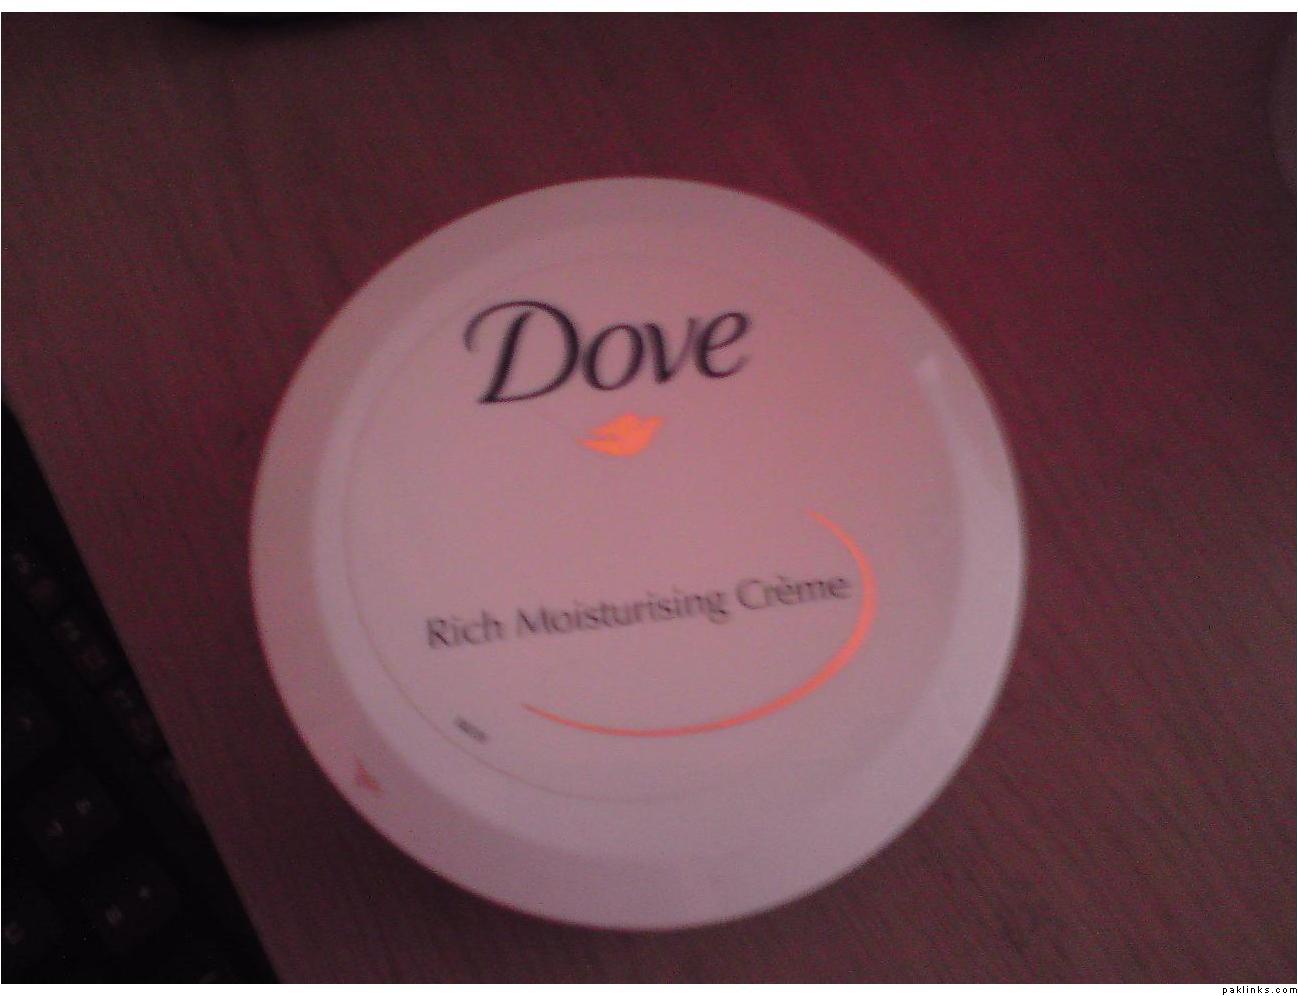 Dove
Rich Moisturising Crème
paklinks.com